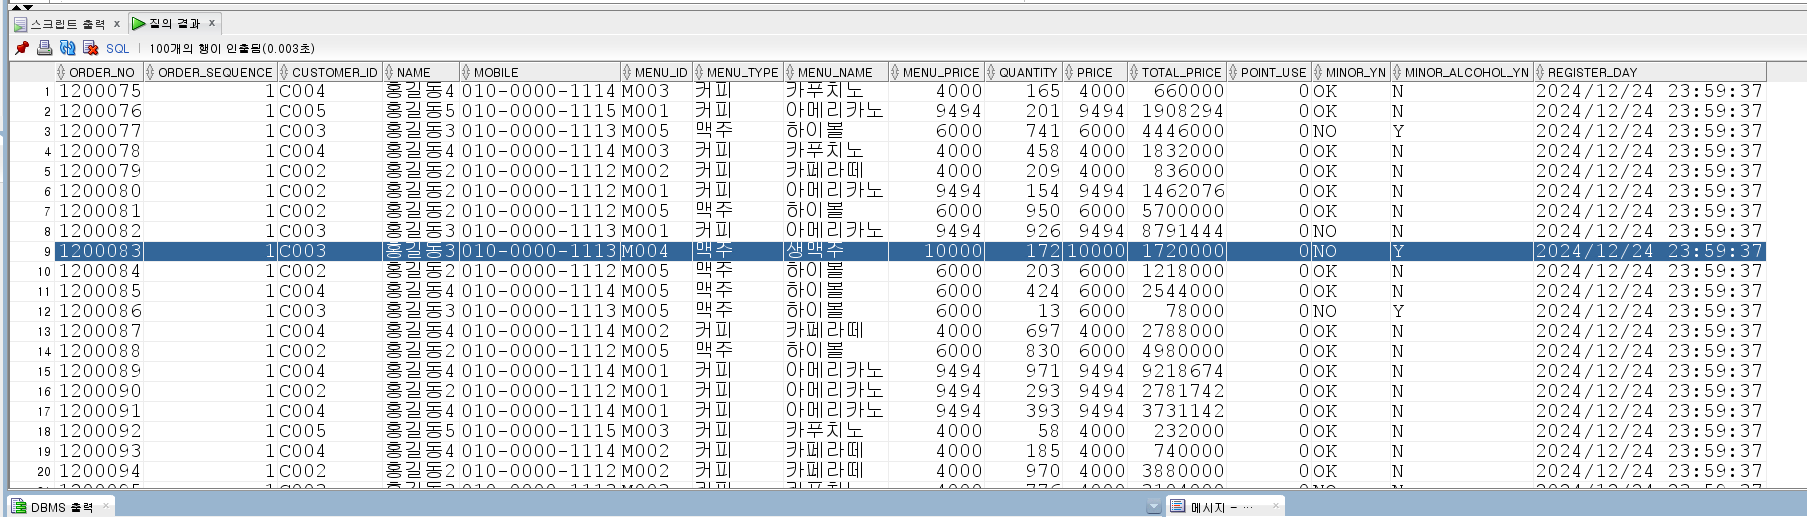 스크립트 출력 x 질의 결과 x
SQL | 100개의 행이 인출됨(0.003초)
ORDER_NO ORDER_SEQUENCE CUSTOMER_ID NAME MOBILE MENU_ID MENU_TYPE MENU_NAME MENU_PRICE QUANTITY PRICE TOTAL_PRICE POINT_USE MINOR_YN MINOR_ALCOHOL_YN REGISTER_DAY
1 1200075 1 C004 홍길동4 010-0000-1114 M003 커피 카푸치노 4000 165 4000 660000 0 OK N 2024/12/24 23:59:37
2 1200076 1 C005 홍길동5 010-0000-1115 M001 커피 아메리카노 9494 201 9494 1908294 0 OK N 2024/12/24 23:59:37
3 1200077 1 C003 홍길동3 010-0000-1113 M005 맥주 하이볼 6000 741 6000 4446000 0 NO Y 2024/12/24 23:59:37
4 1200078 1 C004 홍길동4 010-0000-1114 M003 커피 카푸치노 4000 458 4000 1832000 0 OK N 2024/12/24 23:59:37
5 1200079 1 C002 홍길동2 010-0000-1112 M002 커피 카페라떼 4000 209 4000 836000 0 OK N 2024/12/24 23:59:37
6 1200080 1 C002 홍길동2 010-0000-1112 M001 커피 아메리카노 9494 154 9494 1462076 0 OK N 2024/12/24 23:59:37
7 1200081 1 C002 홍길동2 010-0000-1112 M005 맥주 하이볼 6000 950 6000 5700000 0 OK N 2024/12/24 23:59:37
8 1200082 1 C003 홍길동3 010-0000-1113 M001 커피 아메리카노 9494 926 9494 8791444 0 NO N 2024/12/24 23:59:37
9 1200083 1 C003 홍길동3 010-0000-1113 M004 맥주 생맥주 10000 172 10000 1720000 0 NO Y 2024/12/24 23:59:37
10 1200084 1 C002 홍길동2 010-0000-1112 M005 맥주 하이볼 6000 203 6000 1218000 0 OK N 2024/12/24 23:59:37
11 1200085 1 C004 홍길동4 010-0000-1114 M005 맥주 하이볼 6000 424 6000 2544000 0 OK N 2024/12/24 23:59:37
12 1200086 1 C003 홍길동3 010-0000-1113 M005 맥주 하이볼 6000 13 6000 78000 0 NO Y 2024/12/24 23:59:37
13 1200087 1 C004 홍길동4 010-0000-1114 M002 커피 카페라떼 4000 697 4000 2788000 0 OK N 2024/12/24 23:59:37
14 1200088 1 C002 홍길동2 010-0000-1112 M005 맥주 하이볼 6000 830 6000 4980000 0 OK N 2024/12/24 23:59:37
15 1200089 1 C004 홍길동4 010-0000-1114 M001 커피 아메리카노 9494 971 9494 9218674 0 OK N 2024/12/24 23:59:37
16 1200090 1 C002 홍길동2 010-0000-1112 M001 커피 아메리카노 9494 293 9494 2781742 0 OK N 2024/12/24 23:59:37
17 1200091 1 C004 홍길동4 010-0000-1114 M001 커피 아메리카노 9494 393 9494 3731142 0 OK N 2024/12/24 23:59:37
18 1200092 1 C005 홍길동5 010-0000-1115 M003 커피 카푸치노 4000 58 4000 232000 0 OK N 2024/12/24 23:59:37
19 1200093 1 C004 홍길동4 010-0000-1114 M002 커피 카페라떼 4000 185 4000 740000 0 OK N 2024/12/24 23:59:37
20 1200094 1 C002 홍길동2 010-0000-1112 M002 커피 카페라떼 4000 970 4000 3880000 0 OK N 2024/12/24 23:59:37
DBMS 출력 x 메시지 - ... x